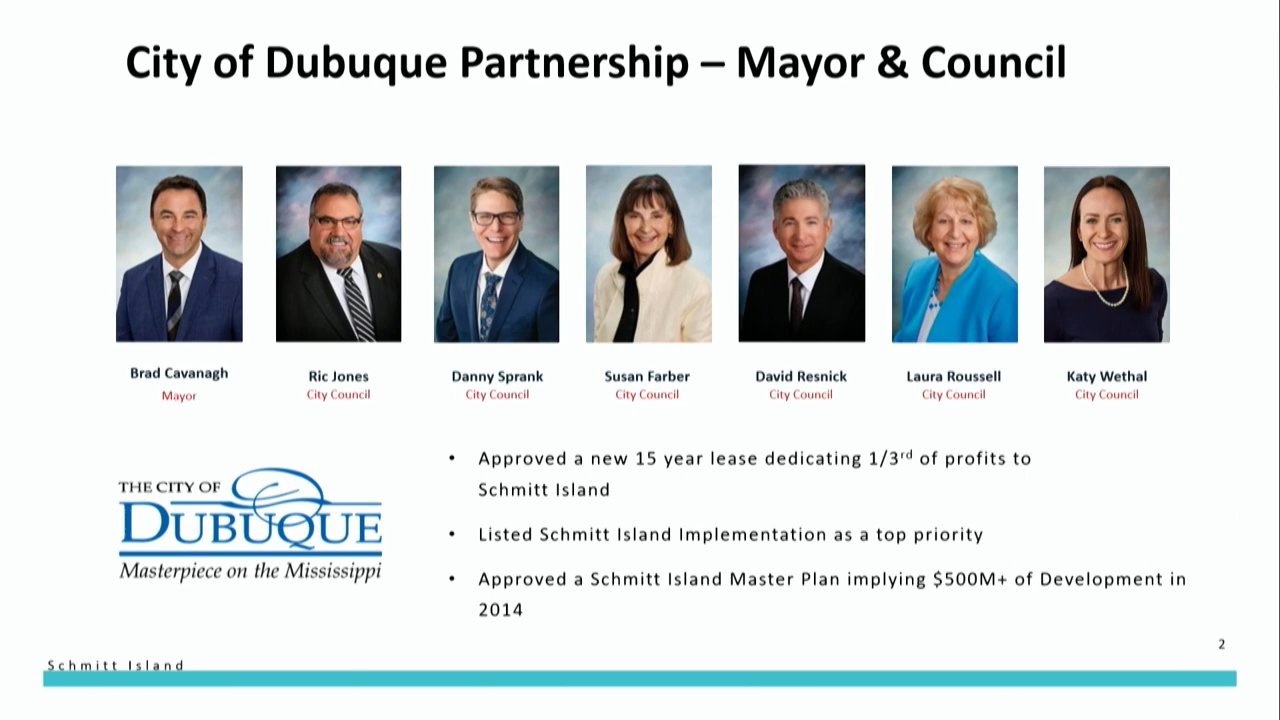 City of Dubuque Partnership – Mayor & Council
Brad Cavanagh
Mayor
Ric Jones
City Council
Danny Sprank
City Council
Susan Farber
City Council
David Resnick
City Council
Laura Roussell
City Council
Katy Wethal
City Council
THE CITY OF
DUBUQUE
Masterpiece on the Mississippi
• Approved a new 15 year lease dedicating 1/3rd of profits to
Schmitt Island
• Listed Schmitt Island Implementation as a top priority
• Approved a Schmitt Island Master Plan implying $500M+ of Development in
2014
2
Schmitt Island